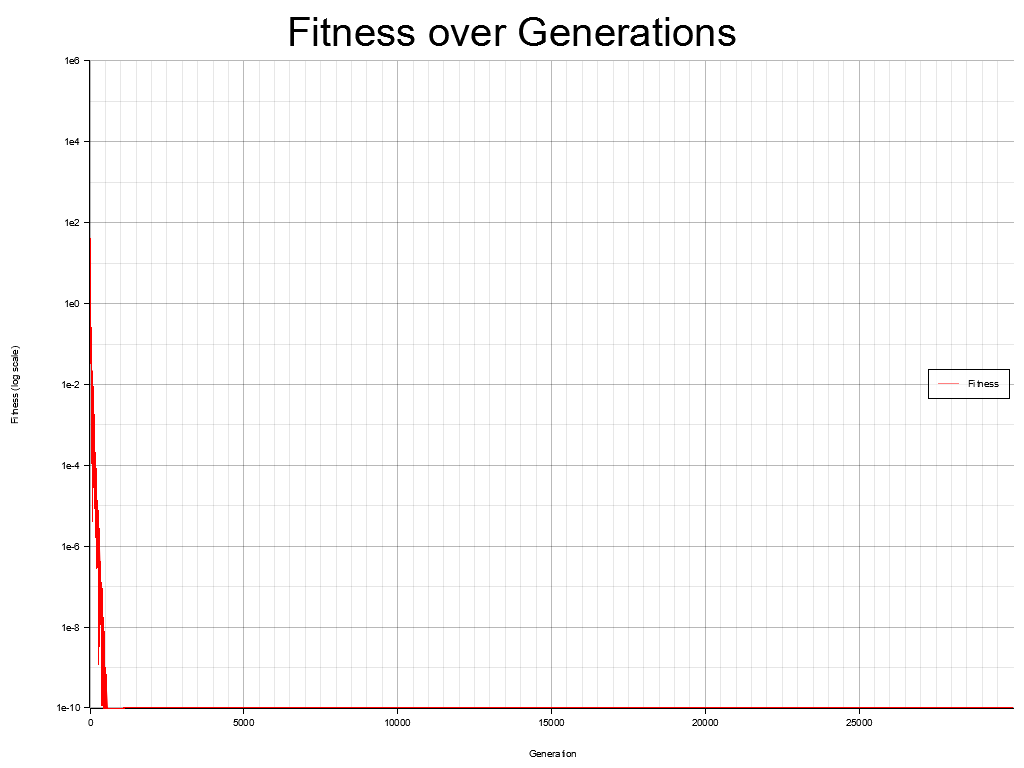 Fitness over Generations
1e6
1e4
1e2
1e0
1e-2
1e-4
1e-6
1e-8
1e-10
Fitness (log scale)
Fitness
0
5000
10000
15000
20000
25000
Generation